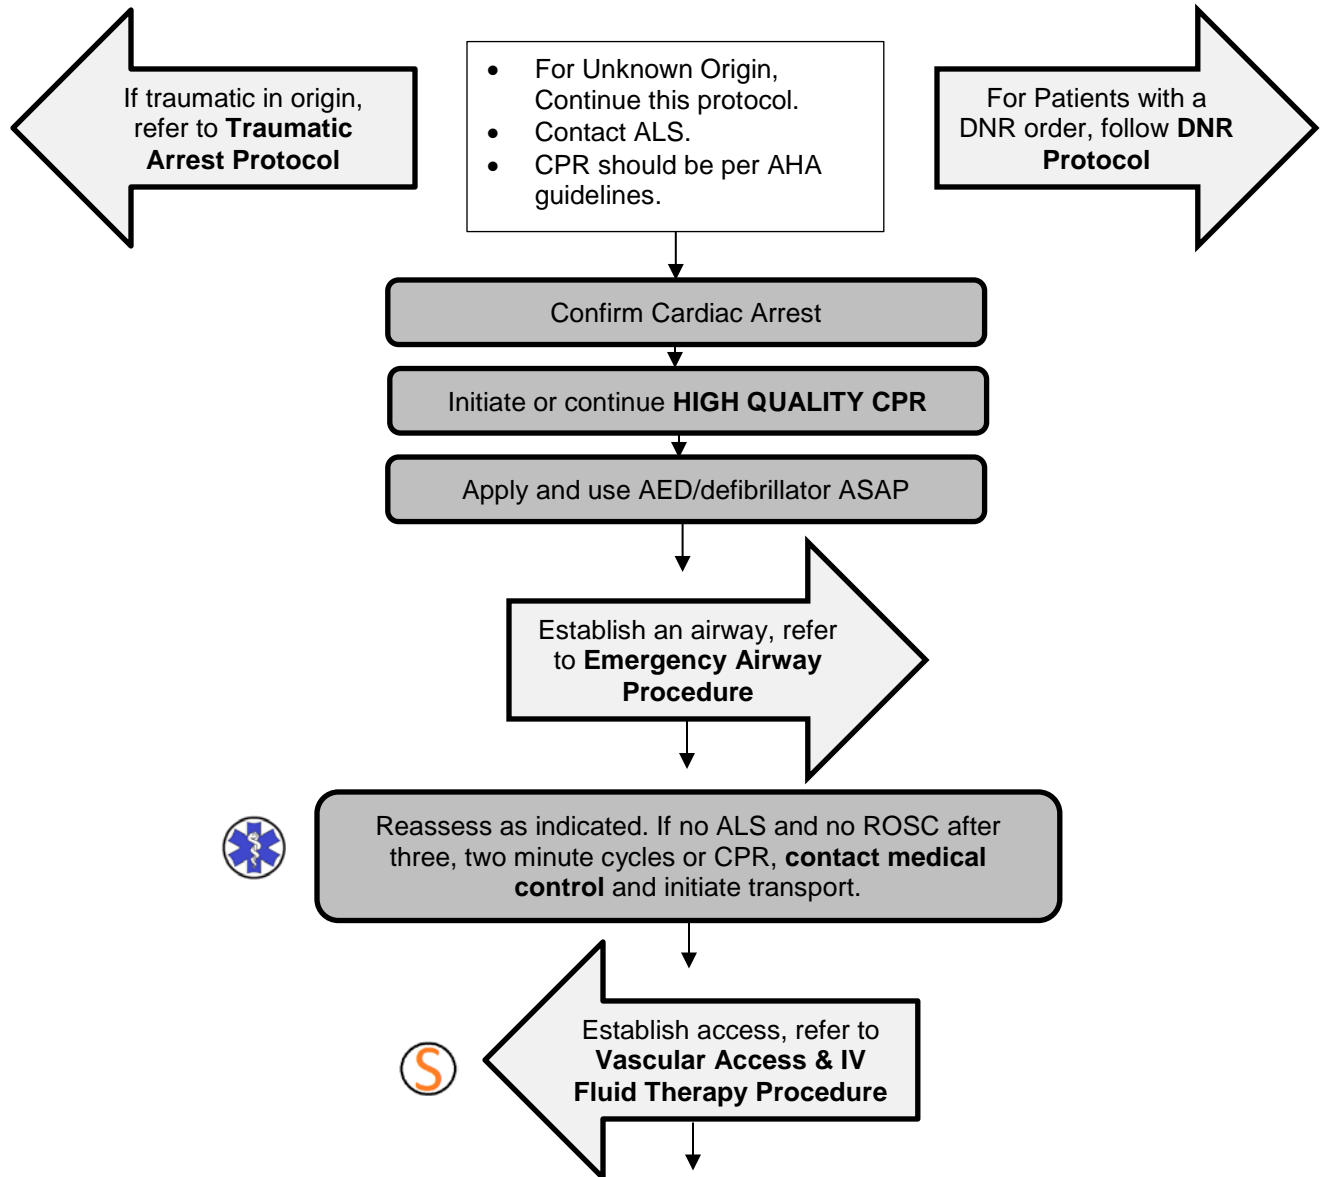 If traumatic in origin,
refer to Traumatic
Arrest Protocol
• For Unknown Origin,
Continue this protocol.
• Contact ALS.
• CPR should be per AHA
guidelines.
For Patients with a
DNR order, follow DNR
Protocol
Confirm Cardiac Arrest
Initiate or continue HIGH QUALITY CPR
Apply and use AED/defibrillator ASAP
Establish an airway, refer
to Emergency Airway
Procedure
Reassess as indicated. If no ALS and no ROSC after
three, two minute cycles or CPR, contact medical
control and initiate transport.
S
Establish access, refer to
Vascular Access & IV
Fluid Therapy Procedure